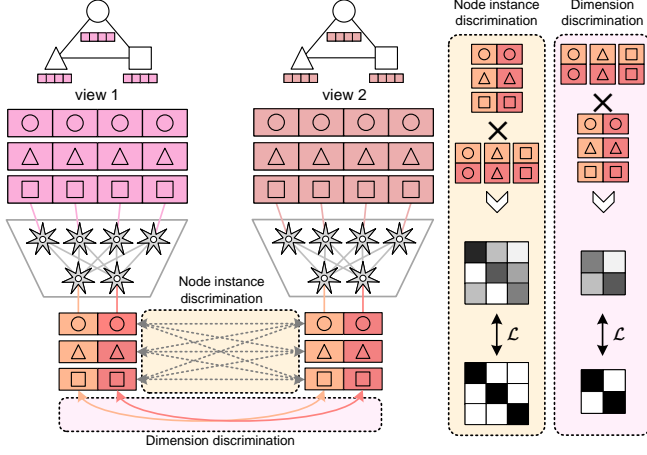 view 1
view 2
Node instance
discrimination
Dimension discrimination
Node instance
discrimination
ℒ
Dimension
discrimination
ℒ